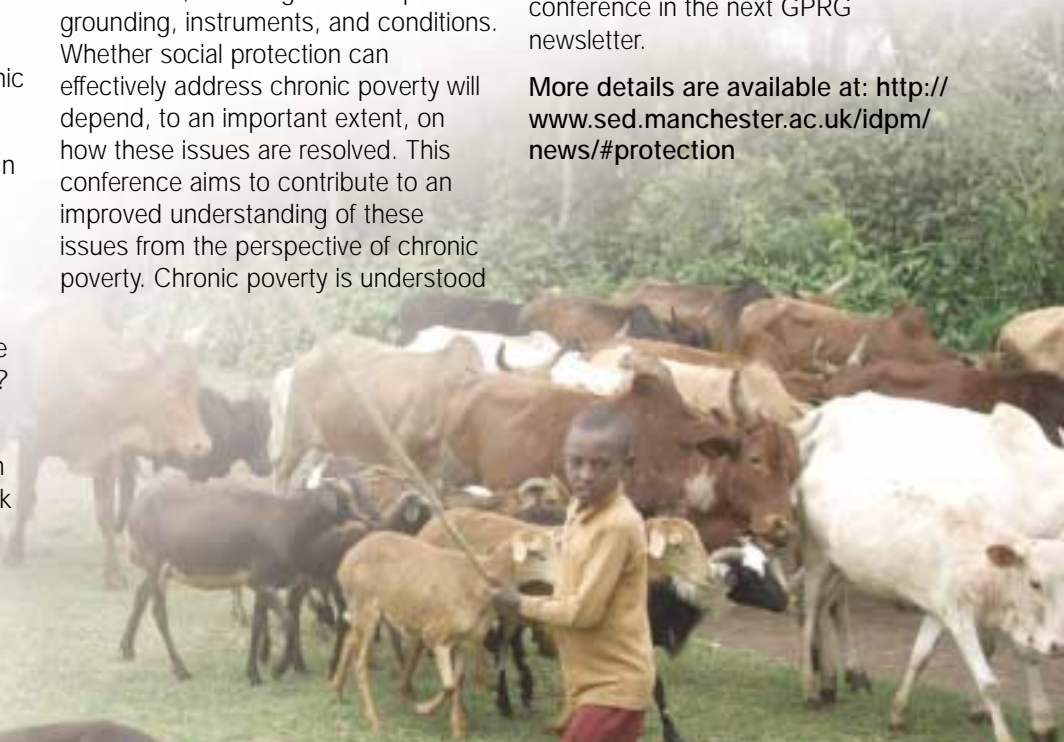 nic
n
e
?
n
k
grounding, instruments, and conditions.
Whether social protection can
effectively address chronic poverty will
depend, to an important extent, on
how these issues are resolved. This
conference aims to contribute to an
improved understanding of these
issues from the perspective of chronic
poverty. Chronic poverty is understood
conference in the next GPRG
newsletter.
More details are available at: http://
www.sed.manchester.ac.uk/idpm/
news/#protection